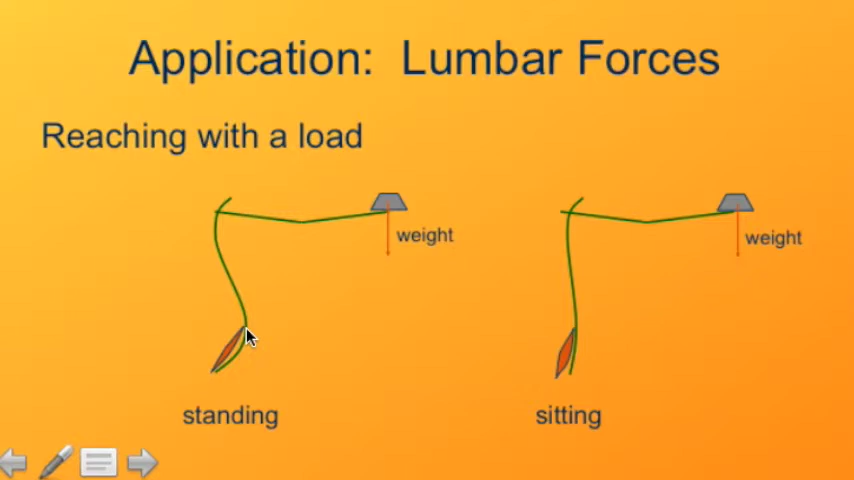 Application:  Lumbar Forces
Reaching with a load
weight
weight
standing
sitting